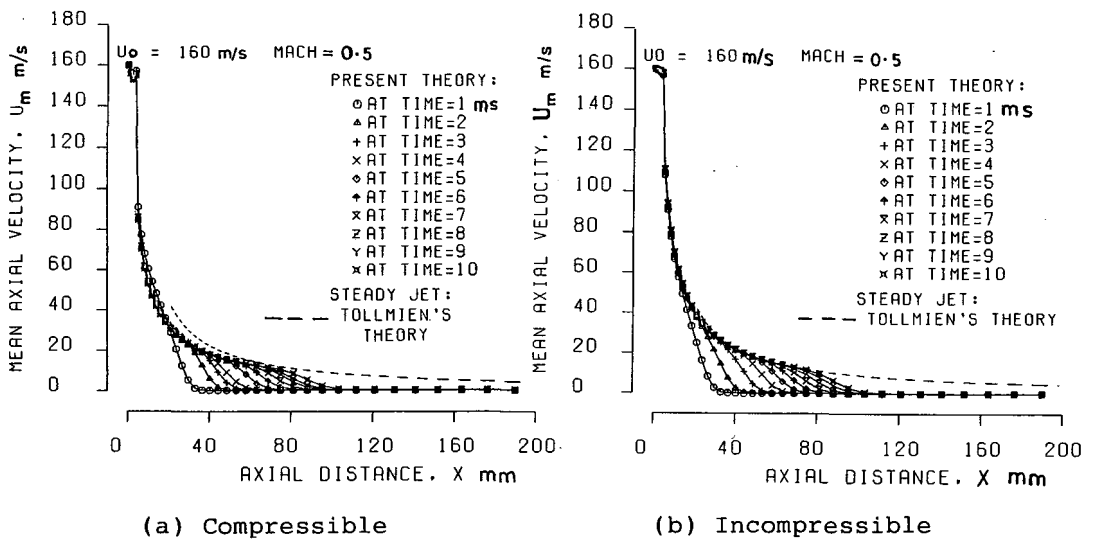 180
160
140
120
100
80
60
40
20
0
MEAN AXIAL VELOCITY, Um m/s
U0 = 160 m/s MACH = 0.5
PRESENT THEORY:
AT TIME=1 ms
AT TIME=2
AT TIME=3
AT TIME=4
AT TIME=5
AT TIME=6
AT TIME=7
AT TIME=8
AT TIME=9
AT TIME=10
STEADY JET:
TOLLMIEN'S
THEORY
0 40 80 120 160 200
AXIAL DISTANCE, X mm
(a) Compressible
180
160
140
120
100
80
60
40
20
0
MEAN AXIAL VELOCITY, Um m/s
U0 = 160 m/s MACH = 0.5
PRESENT THEORY:
AT TIME=1 ms
AT TIME=2
AT TIME=3
AT TIME=4
AT TIME=5
AT TIME=6
AT TIME=7
AT TIME=8
AT TIME=9
AT TIME=10
STEADY JET:
TOLLMIEN'S THEORY
0 40 80 120 160 200
AXIAL DISTANCE, X mm
(b) Incompressible